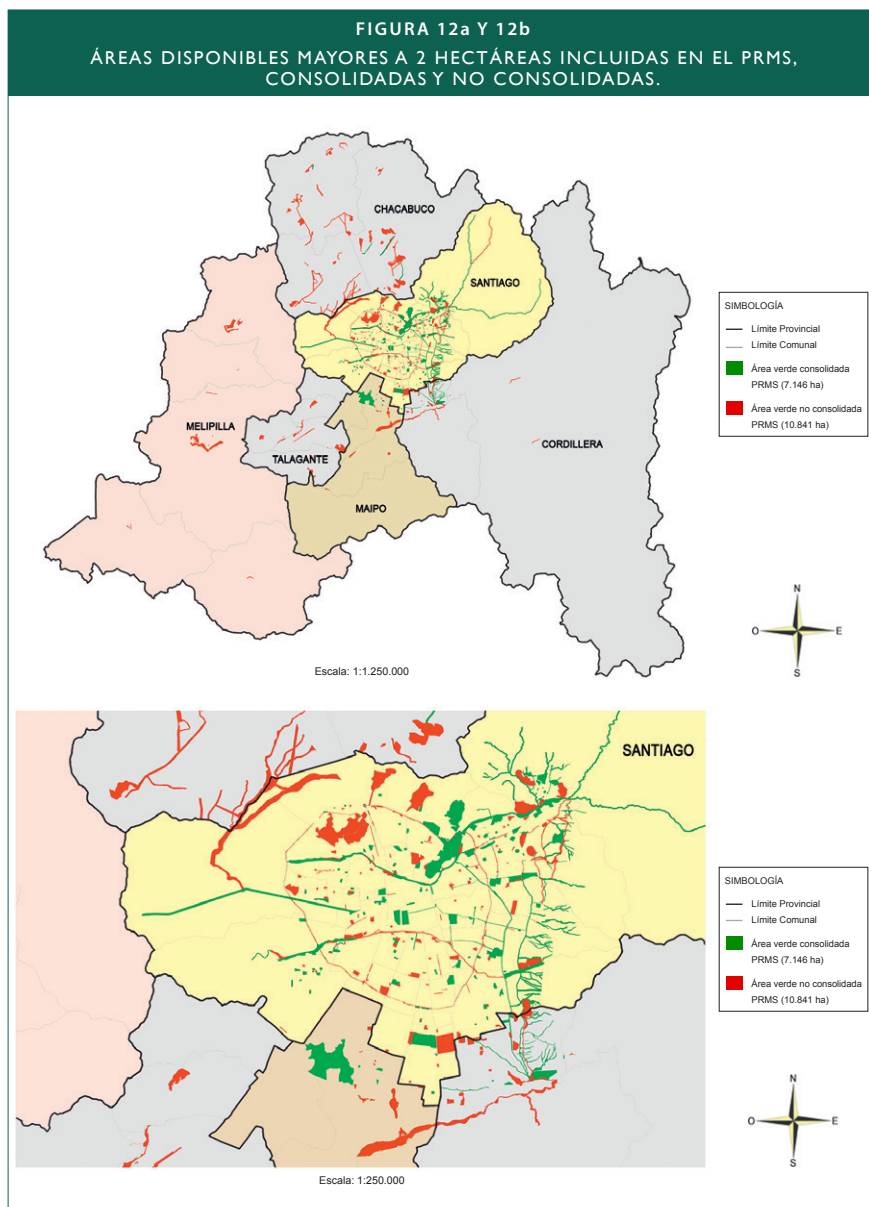 FIGURA 12a Y 12b
ÁREAS DISPONIBLES MAYORES A 2 HECTÁREAS INCLUIDAS EN EL PRMS,
CONSOLIDADAS Y NO CONSOLIDADAS.
CHACABUCO
SANTIAGO
MELIPILLA
TALAGANTE
CORDILLERA
MAIPO
SIMBOLOGÍA
Límite Provincial
Límite Comunal
Área verde consolidada
PRMS (7.146 ha)
Área verde no consolidada
PRMS (10.841 ha)
N
O
E
S
Escala: 1:1.250.000
SANTIAGO
SIMBOLOGÍA
Límite Provincial
Límite Comunal
Área verde consolidada
PRMS (7.146 ha)
Área verde no consolidada
PRMS (10.841 ha)
N
O
E
S
Escala: 1:250.000